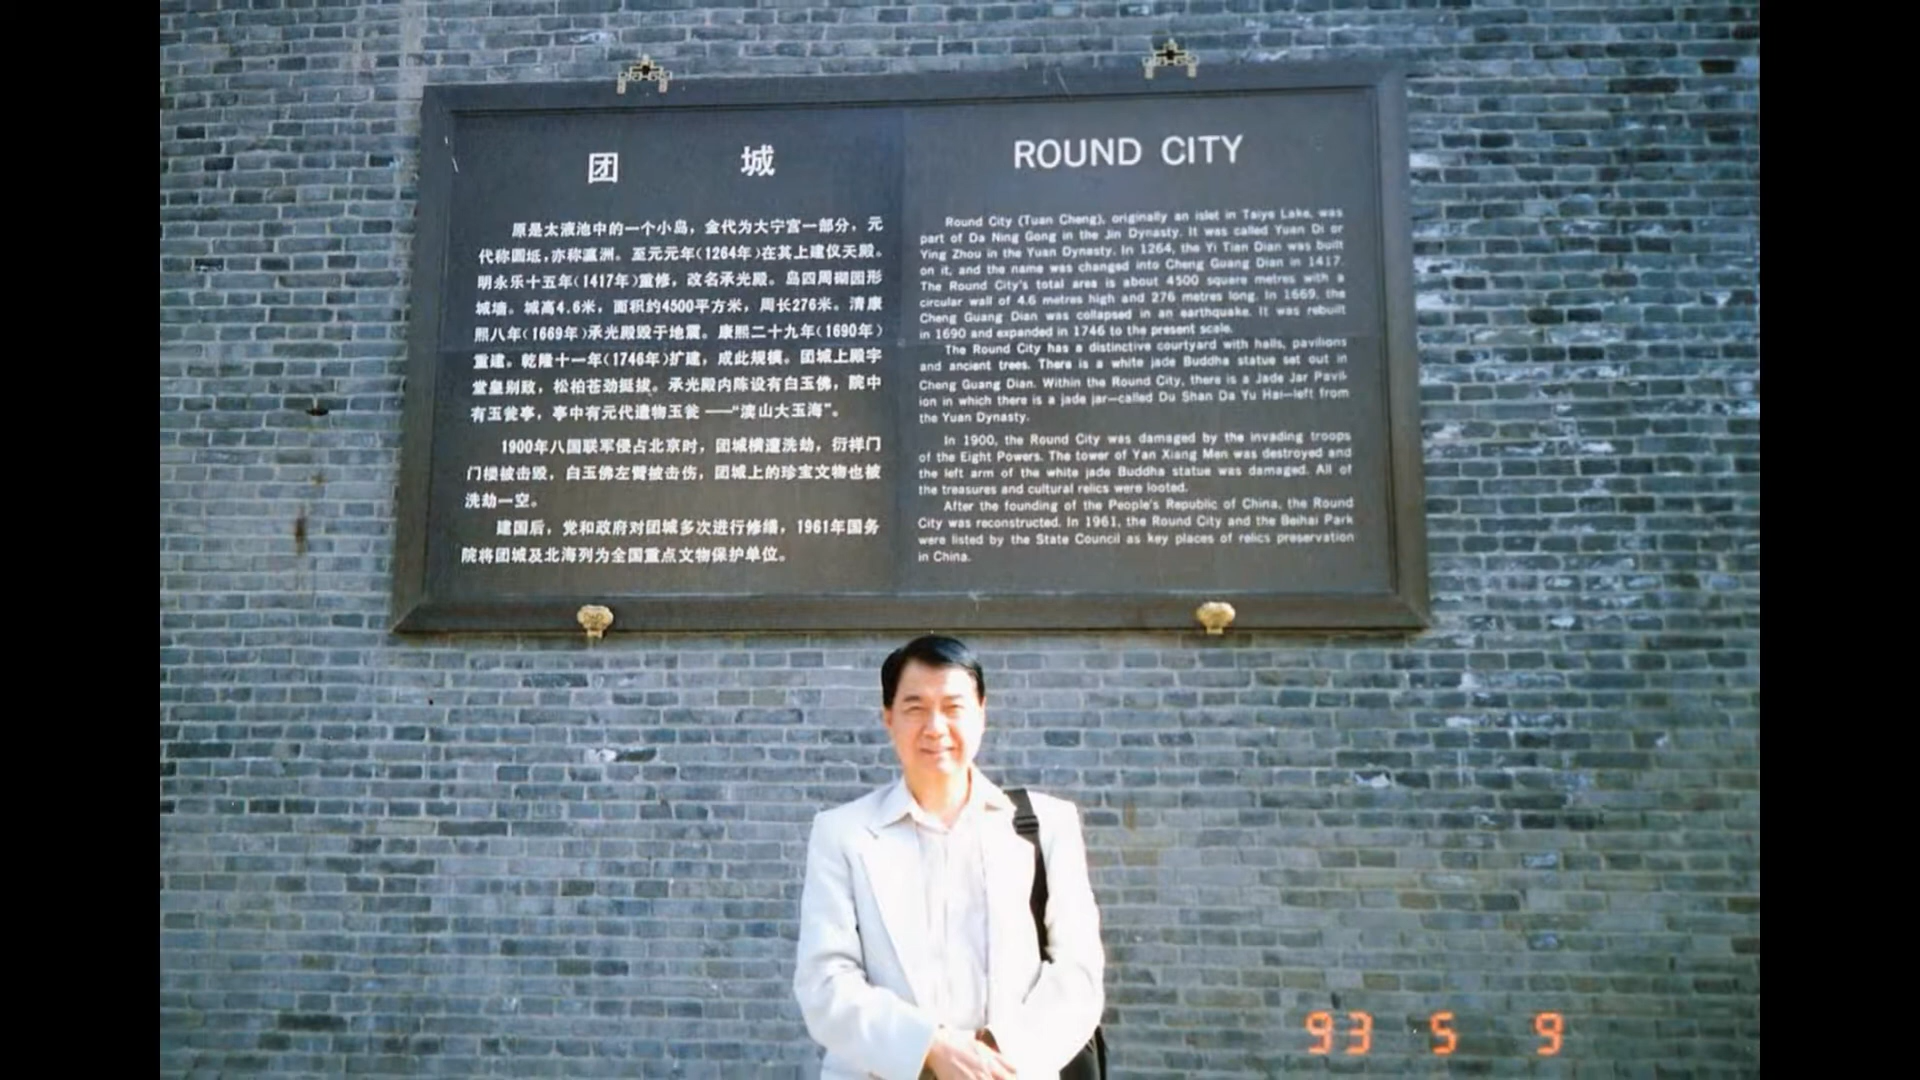 团 城
原是太液池中的一个小岛，金代为大宁宫一部分，元
代称圆坻，亦称瀛洲。至元元年（1264年）在其上建仪天殿。
明永乐十五年（1417年）重修，改名承光殿。岛四周砌圆形
城墙。城高4.6米，面积约4500平方米，周长276米。清康
熙八年（1669年）承光殿毁于地震。康熙二十九年（1690年）
重建。乾隆十一年（1746年）扩建，成此规模。团城上殿宇
堂皇别致，松柏苍劲挺拔。承光殿内陈设有白玉佛，院中
有玉瓮亭，亭中有元代遗物玉瓮——“渎山大玉海”。
1900年八国联军侵占北京时，团城横遭洗劫，衍祥门
门楼被击毁，白玉佛左臂被击伤，团城上的珍宝文物也被
洗劫一空。
建国后，党和政府对团城多次进行修缮，1961年国务
院将团城及北海列为全国重点文物保护单位。
ROUND CITY
Round City (Tuan Cheng), originally an islet in Taiye Lake, was
part of Da Ning Gong in the Jin Dynasty. It was called Yuan Di or
Ying Zhou in the Yuan Dynasty. In 1264, the Yi Tian Dian was built
on it, and the name was changed into Cheng Guang Dian in 1417.
The Round City's total area is about 4500 square metres with a
circular wall of 4.6 metres high and 276 metres long. In 1669, the
Cheng Guang Dian was collapsed in an earthquake. It was rebuilt
in 1690 and expanded in 1746 to the present scale.
The Round City has a distinctive courtyard with halls, pavilions
and ancient trees. There is a white jade Buddha statue set out in
Cheng Guang Dian. Within the Round City, there is a Jade Jar Pavil-
ion in which there is a jade jar—called Du Shan Da Yu Hai—left from
the Yuan Dynasty.
In 1900, the Round City was damaged by the invading troops
of the Eight Powers. The tower of Yan Xiang Men was destroyed and
the left arm of the white jade Buddha statue was damaged. All of
the treasures and cultural relics were looted.
After the founding of the People's Republic of China, the Round
City was reconstructed. In 1961, the Round City and the Beihai Park
were listed by the State Council as key places of relics preservation
in China.
93 5 9